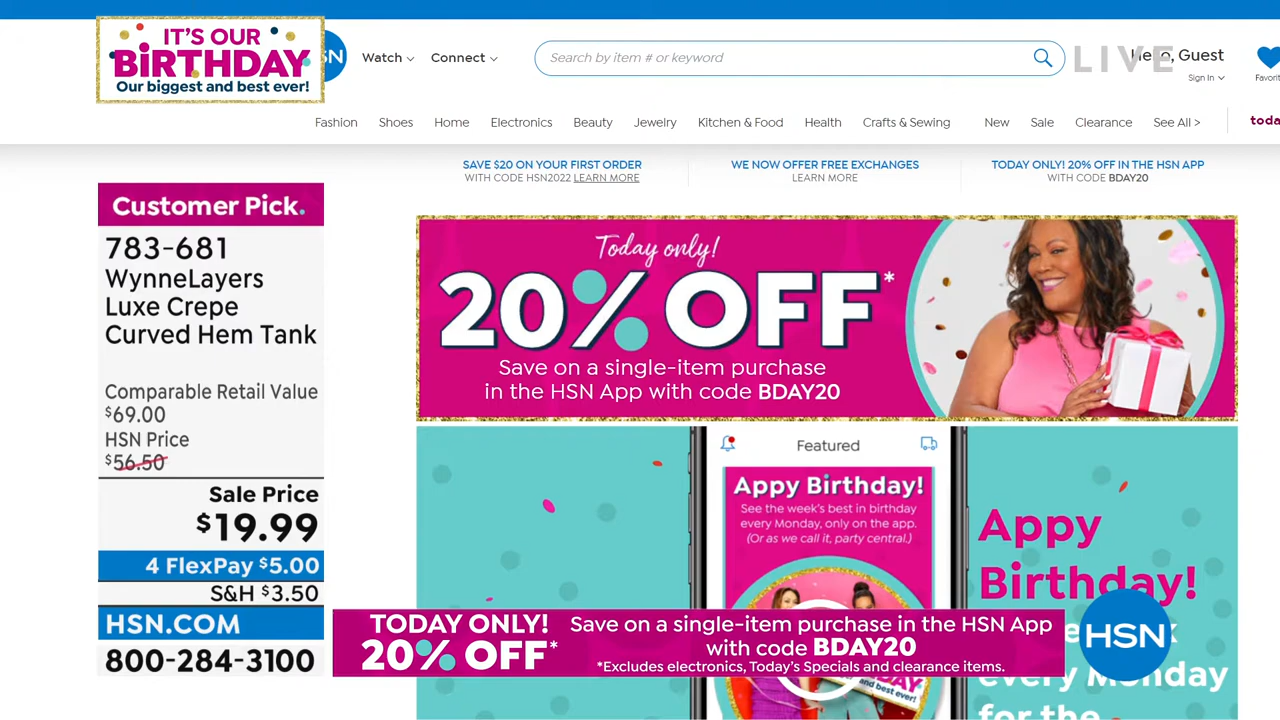 IT'S OUR
BIRTHDAY
Our biggest and best ever!
SN
Watch
Connect
Search by item # or keyword
LIVE
Guest
Sign In
Fashion
Shoes
Home
Electronics
Beauty
Jewelry
Kitchen & Food
Health
Crafts & Sewing
New
Sale
Clearance
See All >
SAVE $20 ON YOUR FIRST ORDER
WITH CODE HSN2022 LEARN MORE
WE NOW OFFER FREE EXCHANGES
LEARN MORE
TODAY ONLY! 20% OFF IN THE HSN APP
WITH CODE BDAY20
Customer Pick.
783-681
WynneLayers
Luxe Crepe
Curved Hem Tank
Comparable Retail Value
$69.00
HSN Price
$56.50
Sale Price
$19.99
4 FlexPay $5.00
S&H $3.50
HSN.COM
800-284-3100
Today only!
20% OFF*
Save on a single-item purchase
in the HSN App with code BDAY20
Featured
Appy Birthday!
See the week's best in birthday
every Monday, only on the app.
(Or as we call it, party central.)
Appy
Birthday!
every Monday
for the
TODAY ONLY!
20% OFF*
Save on a single-item purchase in the HSN App
with code BDAY20
*Excludes electronics, Today's Specials and clearance items.
HSN
and best ever!